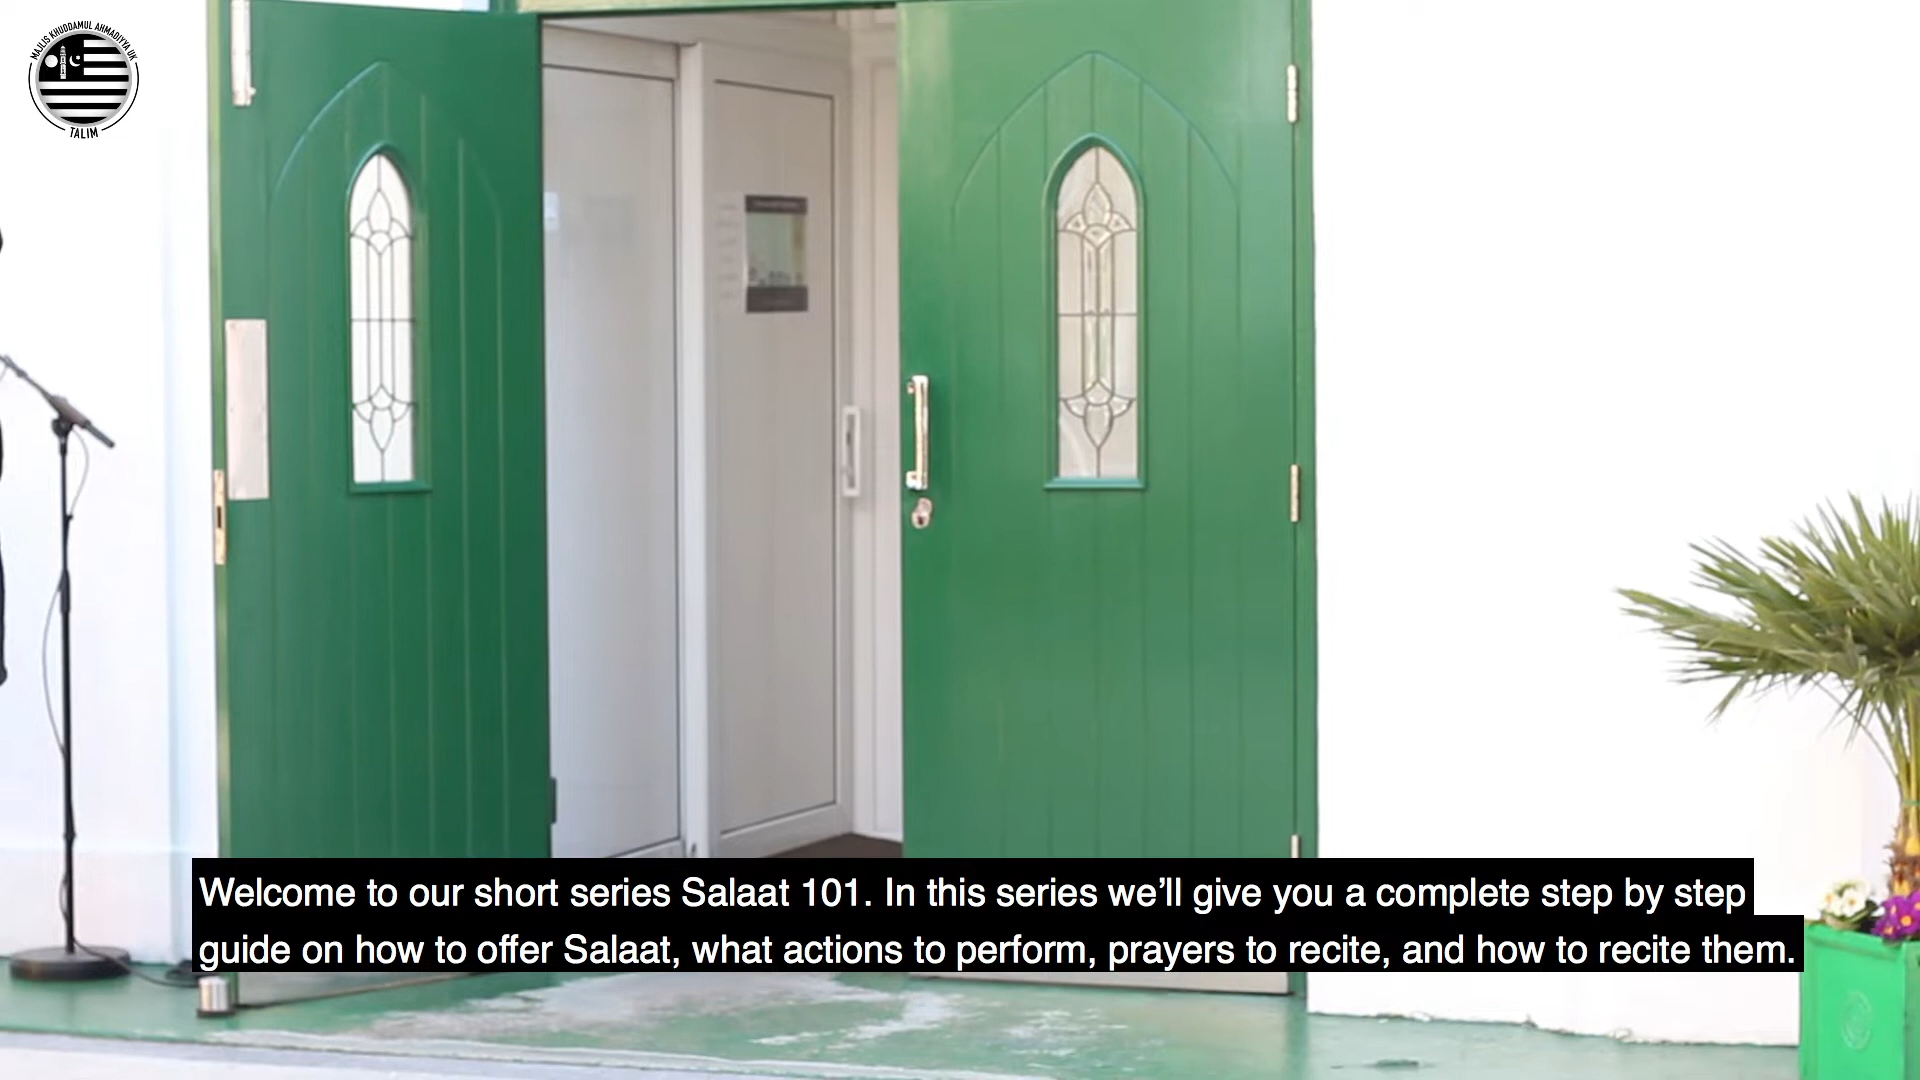 MAJLIS KHUDDAMUL AHMADIYYA UK
TALIM
Welcome to our short series Salaat 101. In this series we’ll give you a complete step by step
guide on how to offer Salaat, what actions to perform, prayers to recite, and how to recite them.